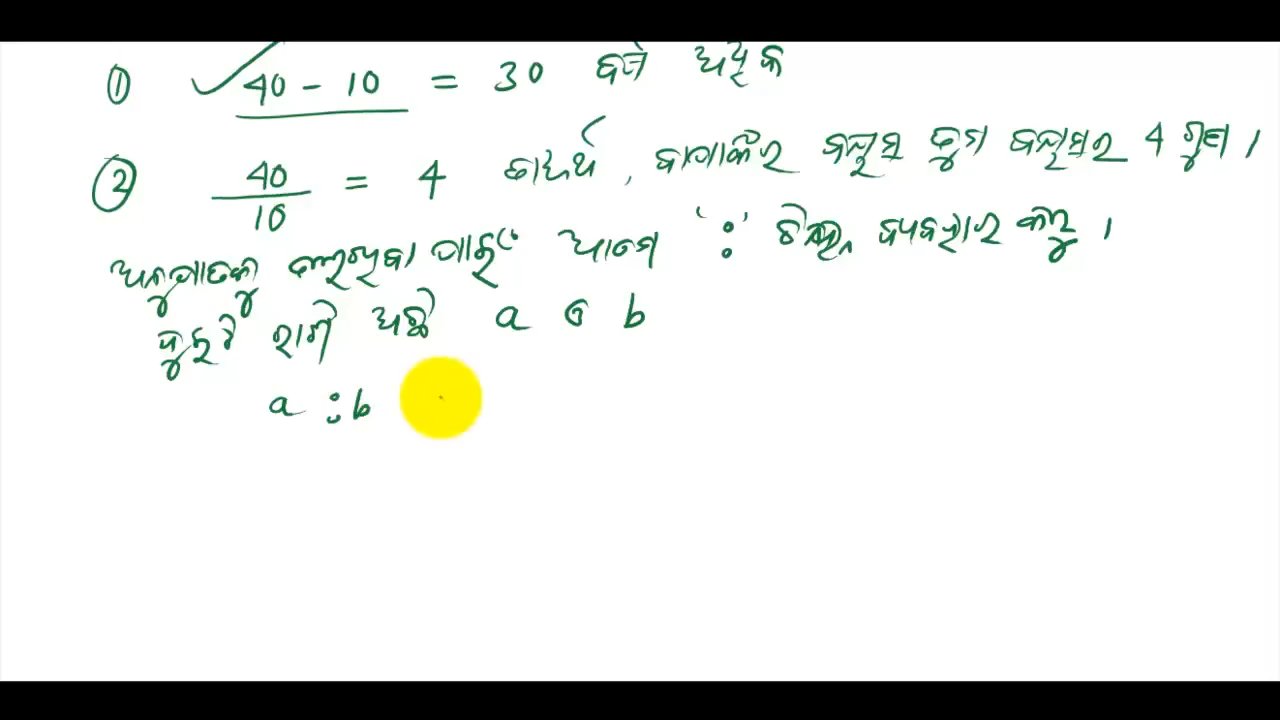 ① 40 - 10 = 30 ବର୍ଷ ଅଧିକ
② 40/10 = 4 ଅର୍ଥାତ୍, ବାପାଙ୍କର ବୟସ ତୁମ ବୟସର 4 ଗୁଣ ।
ଅନୁପାତକୁ ପାଇଁ ଆମେ ':' ଚିହ୍ନ ବ୍ୟବହାର କରୁ ।
ଦୁଇଟି ରାଶି ଅଛି a ଓ b
a : b